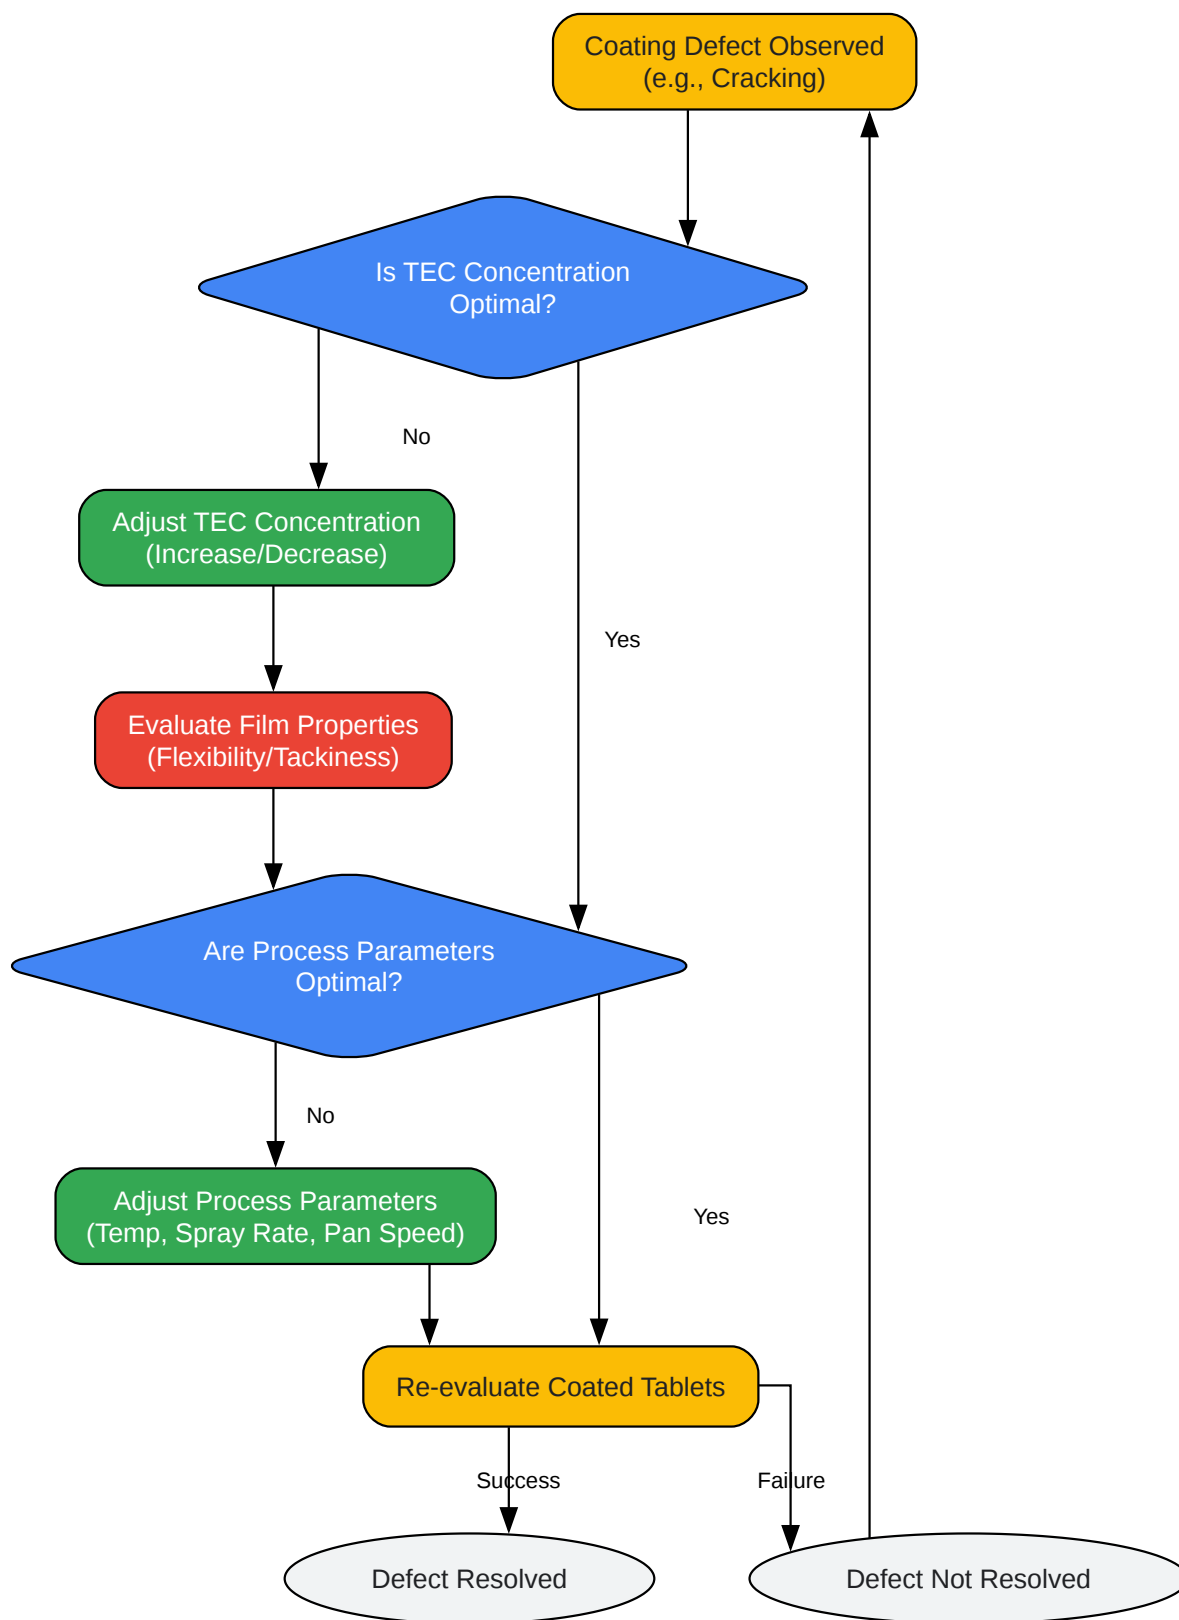 Coating Defect Observed
(e.g., Cracking)
Is TEC Concentration
Optimal?
No
Adjust TEC Concentration
(Increase/Decrease)
Yes
Evaluate Film Properties
(Flexibility/Tackiness)
Are Process Parameters
Optimal?
No
Adjust Process Parameters
(Temp, Spray Rate, Pan Speed)
Yes
Re-evaluate Coated Tablets
Success
Failure
Defect Resolved
Defect Not Resolved